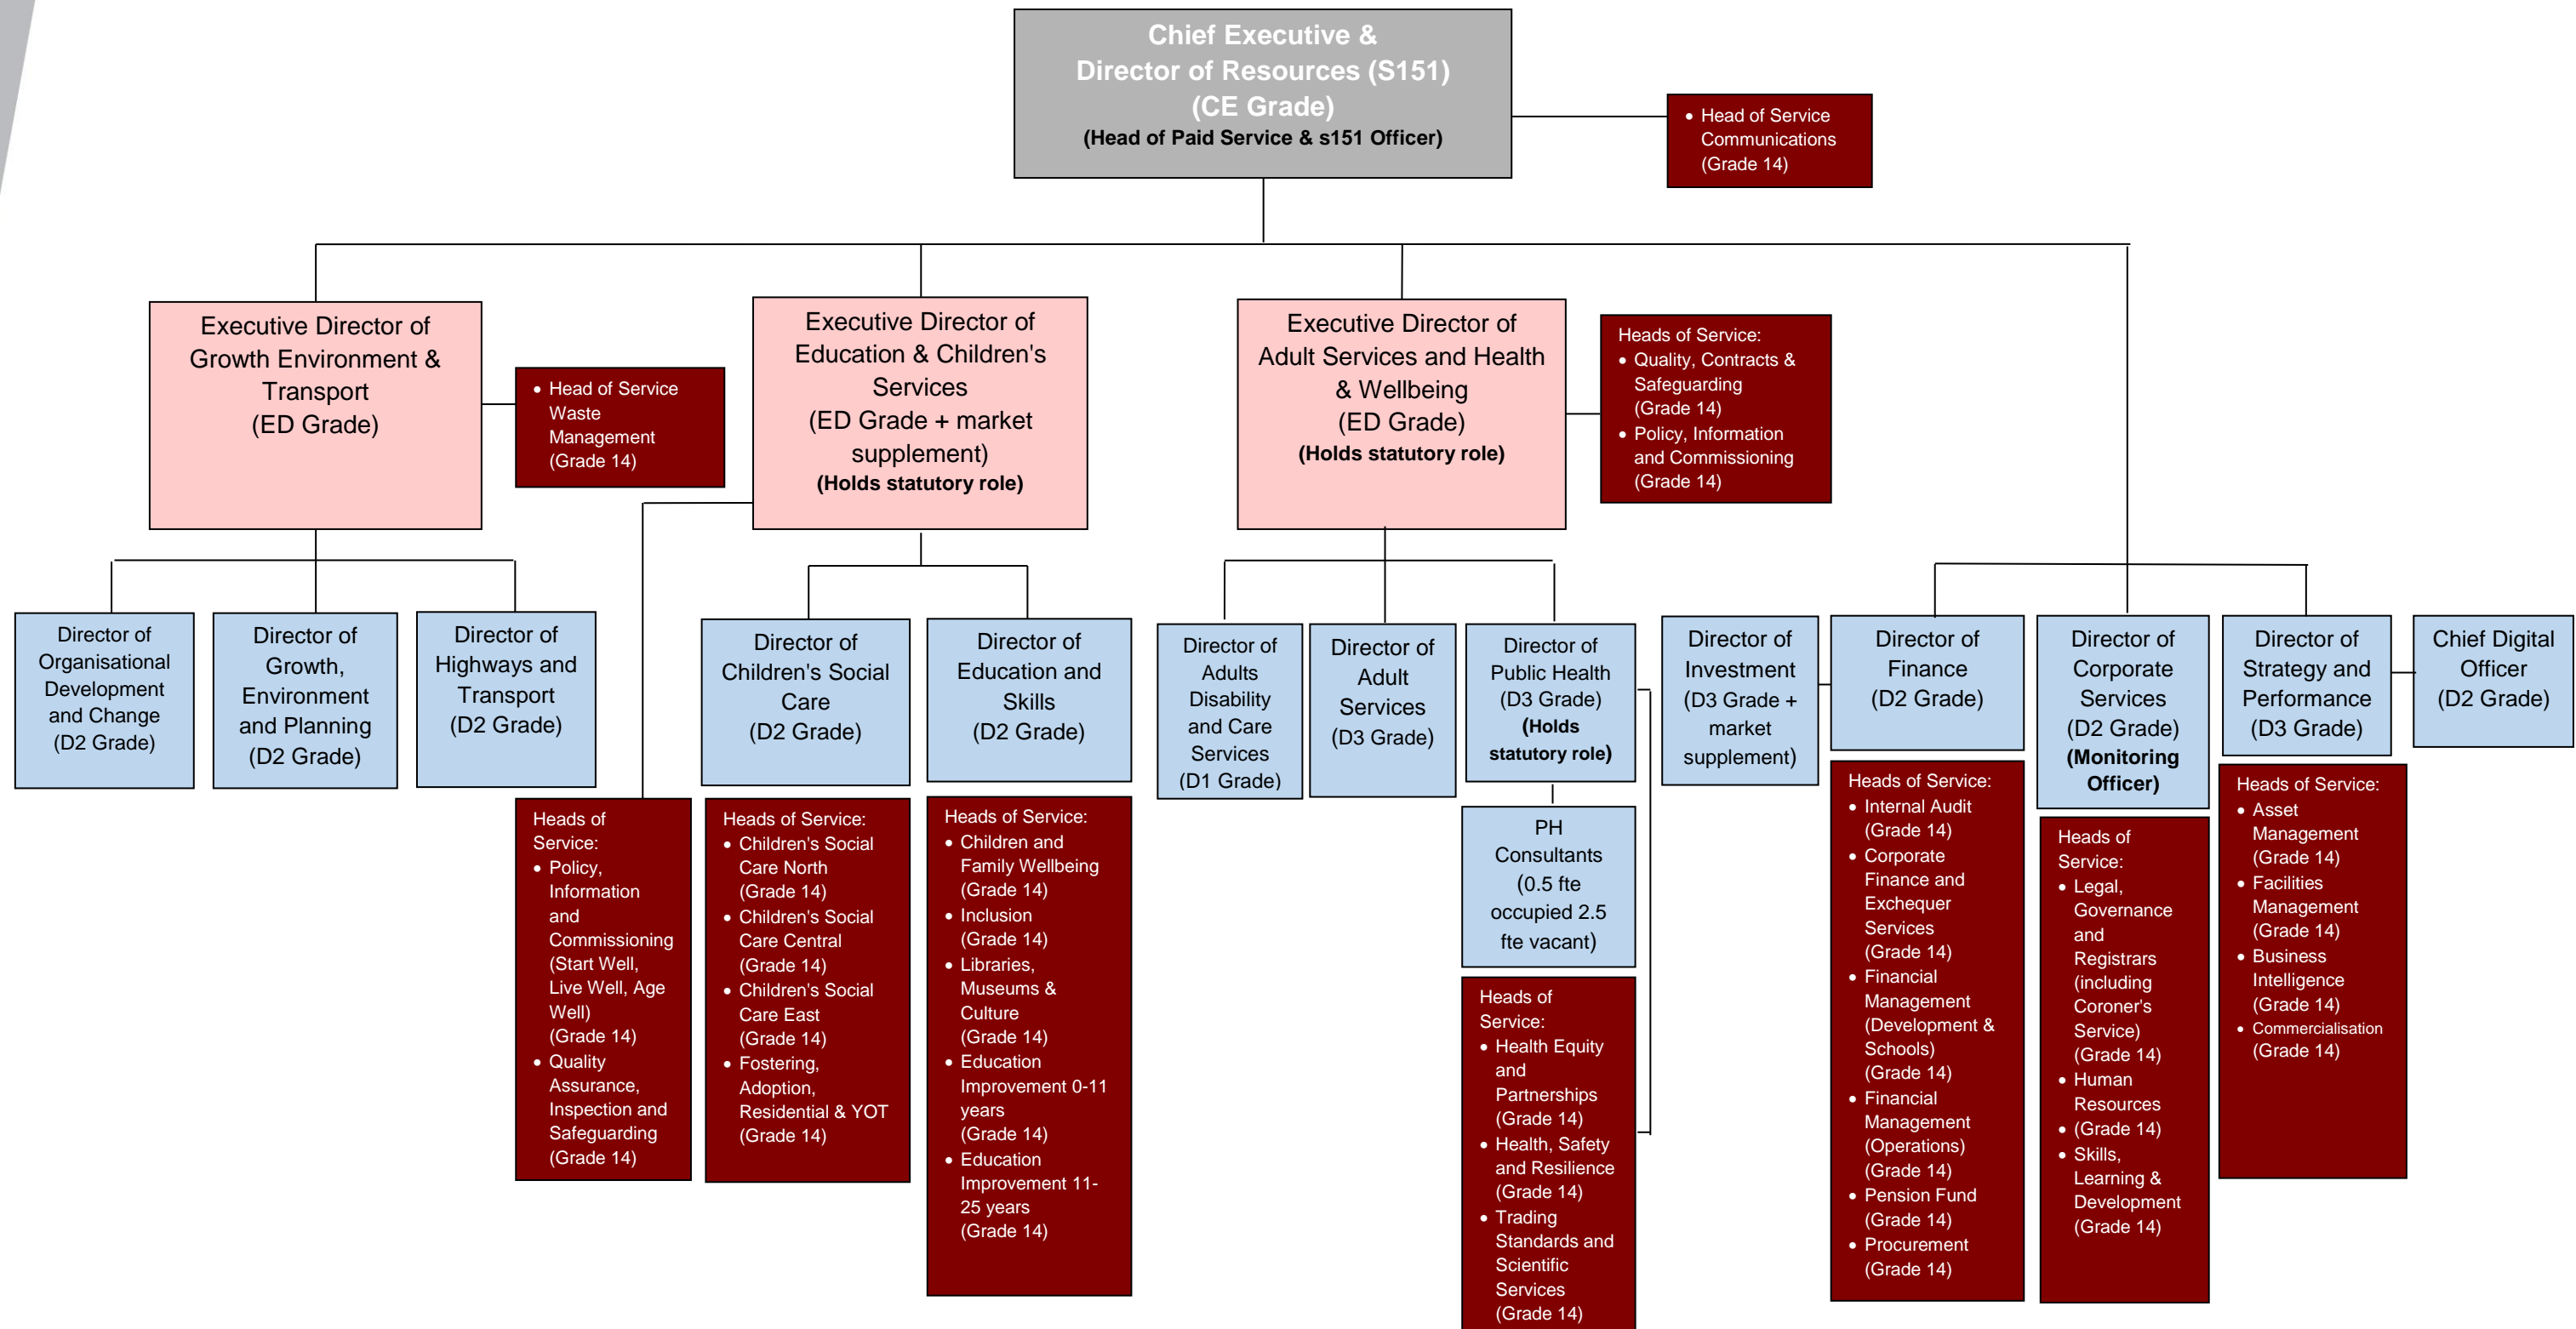 Chief Executive &
Director of Resources (S151)
(CE Grade)
(Head of Paid Service & s151 Officer)
• Head of Service
Communications
(Grade 14)
Executive Director of
Growth Environment &
Transport
(ED Grade)
• Head of Service
Waste
Management
(Grade 14)
Executive Director of
Education & Children's
Services
(ED Grade + market
supplement)
(Holds statutory role)
Executive Director of
Adult Services and Health
& Wellbeing
(ED Grade)
(Holds statutory role)
Heads of Service:
• Quality, Contracts &
Safeguarding
(Grade 14)
• Policy, Information
and Commissioning
(Grade 14)
Director of
Organisational
Development
and Change
(D2 Grade)
Director of
Growth,
Environment
and Planning
(D2 Grade)
Director of
Highways and
Transport
(D2 Grade)
Director of
Children's Social
Care
(D2 Grade)
Director of
Education and
Skills
(D2 Grade)
Director of
Adults
Disability
and Care
Services
(D1 Grade)
Director of
Adult
Services
(D3 Grade)
Director of
Public Health
(D3 Grade)
(Holds
statutory role)
Director of
Investment
(D3 Grade +
market
supplement)
Director of
Finance
(D2 Grade)
Director of
Corporate
Services
(D2 Grade)
(Monitoring
Officer)
Director of
Strategy and
Performance
(D3 Grade)
Chief Digital
Officer
(D2 Grade)
Heads of
Service:
• Policy,
Information
and
Commissioning
(Start Well,
Live Well, Age
Well)
(Grade 14)
• Quality
Assurance,
Inspection and
Safeguarding
(Grade 14)
Heads of Service:
• Children's Social
Care North
(Grade 14)
• Children's Social
Care Central
(Grade 14)
• Children's Social
Care East
(Grade 14)
• Fostering,
Adoption,
Residential & YOT
(Grade 14)
Heads of Service:
• Children and
Family Wellbeing
(Grade 14)
• Inclusion
(Grade 14)
• Libraries,
Museums &
Culture
(Grade 14)
• Education
Improvement 0-11
years
(Grade 14)
• Education
Improvement 11-
25 years
(Grade 14)
PH
Consultants
(0.5 fte
occupied 2.5
fte vacant)
Heads of
Service:
• Health Equity
and
Partnerships
(Grade 14)
• Health, Safety
and Resilience
(Grade 14)
• Trading
Standards and
Scientific
Services
(Grade 14)
Heads of Service:
• Internal Audit
(Grade 14)
• Corporate
Finance and
Exchequer
Services
(Grade 14)
• Financial
Management
(Development &
Schools)
(Grade 14)
• Financial
Management
(Operations)
(Grade 14)
• Pension Fund
(Grade 14)
• Procurement
(Grade 14)
Heads of
Service:
• Legal,
Governance
and
Registrars
(including
Coroner's
Service)
(Grade 14)
• Human
Resources
• (Grade 14)
• Skills,
Learning &
Development
(Grade 14)
Heads of Service:
• Asset
Management
(Grade 14)
• Facilities
Management
(Grade 14)
• Business
Intelligence
(Grade 14)
• Commercialisation
(Grade 14)